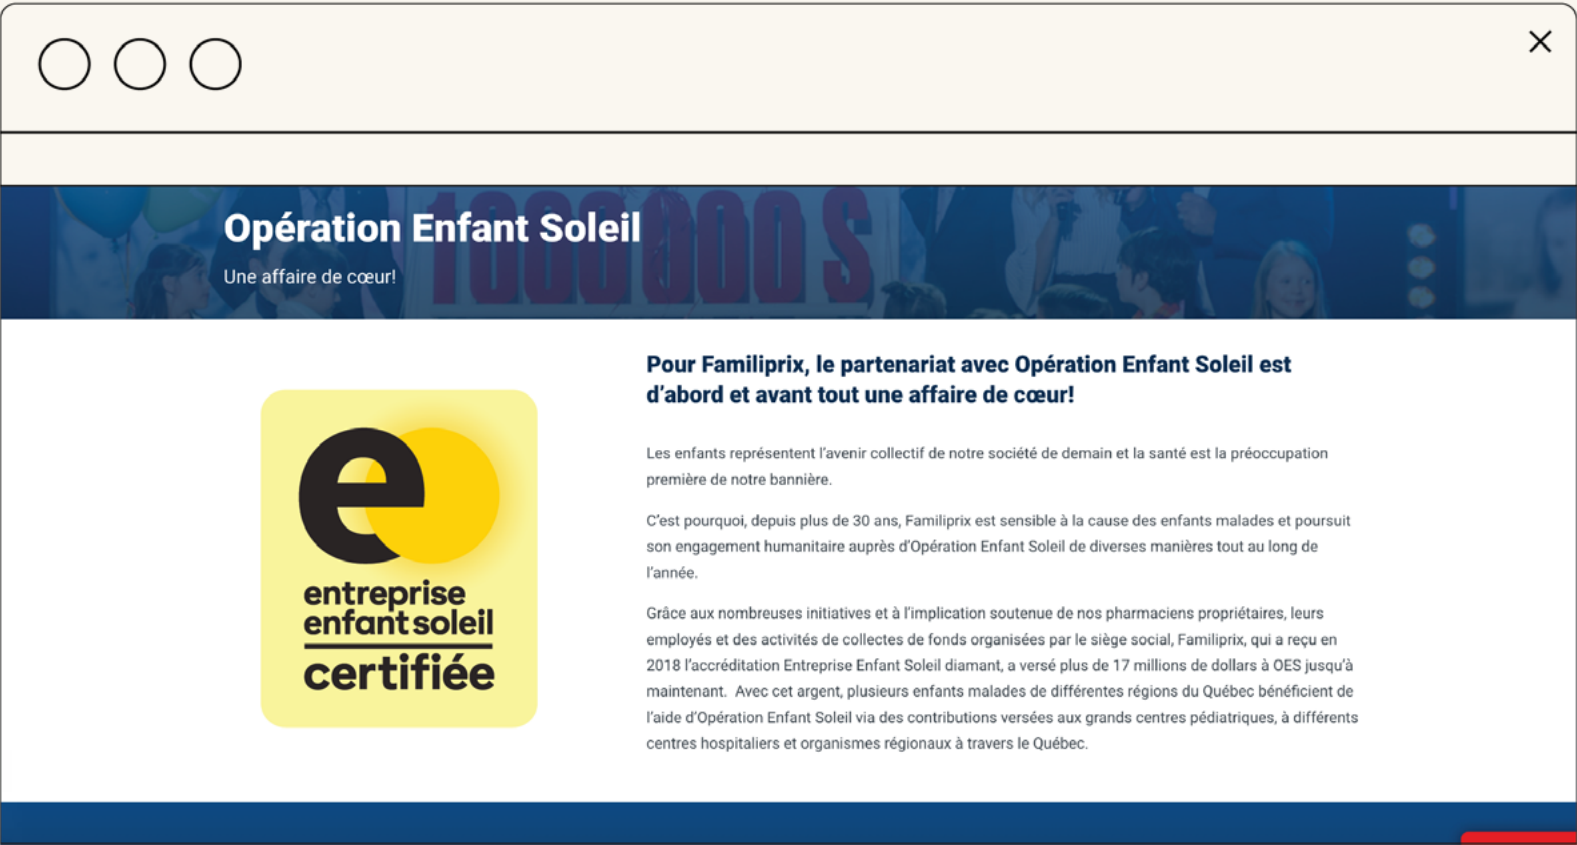 1 000 000 $
Opération Enfant Soleil
Une affaire de cœur!
Pour Familiprix, le partenariat avec Opération Enfant Soleil est
d’abord et avant tout une affaire de cœur!
Les enfants représentent l’avenir collectif de notre société de demain et la santé est la préoccupation
première de notre bannière.
C’est pourquoi, depuis plus de 30 ans, Familiprix est sensible à la cause des enfants malades et poursuit
son engagement humanitaire auprès d’Opération Enfant Soleil de diverses manières tout au long de
l’année.
Grâce aux nombreuses initiatives et à l’implication soutenue de nos pharmaciens propriétaires, leurs
employés et des activités de collectes de fonds organisées par le siège social, Familiprix, qui a reçu en
2018 l’accréditation Entreprise Enfant Soleil diamant, a versé plus de 17 millions de dollars à OES jusqu’à
maintenant.  Avec cet argent, plusieurs enfants malades de différentes régions du Québec bénéficient de
l’aide d’Opération Enfant Soleil via des contributions versées aux grands centres pédiatriques, à différents
centres hospitaliers et organismes régionaux à travers le Québec.
e
entreprise
enfant soleil
certifiée